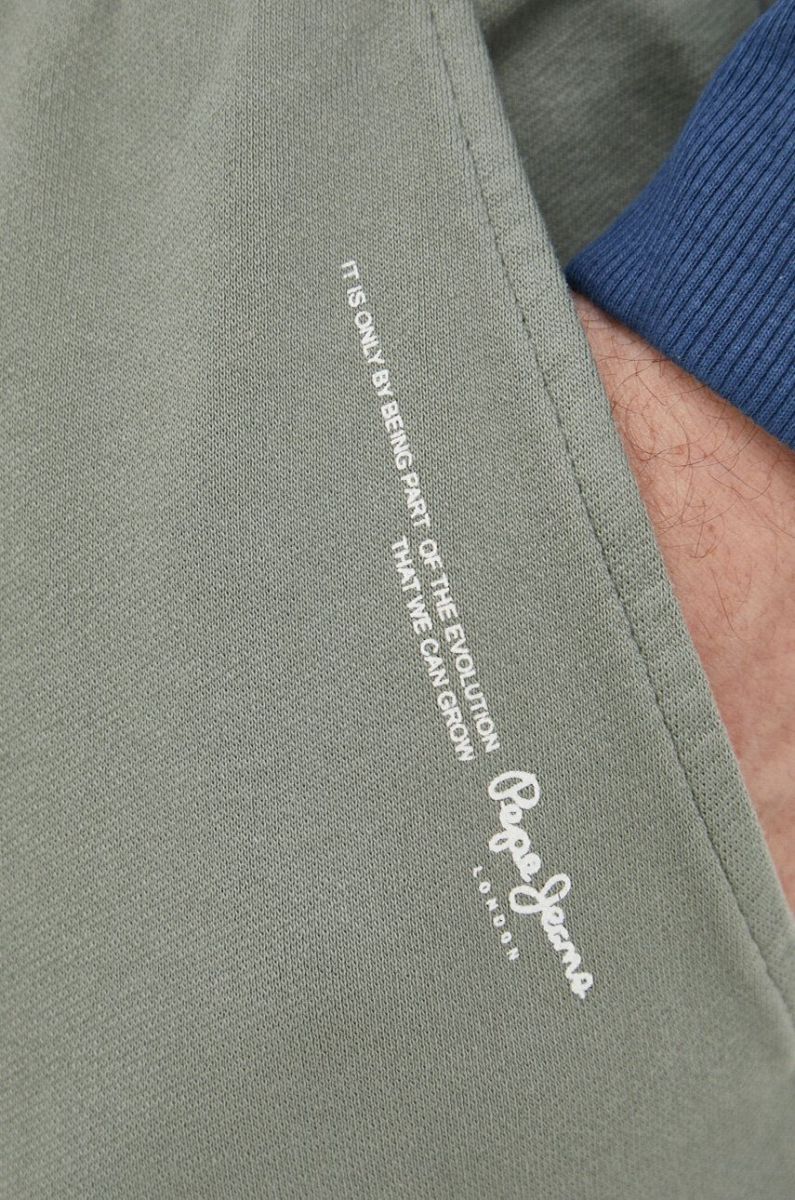 IT IS ONLY BY BEING PART OF THE EVOLUTION
THAT WE CAN GROW
Pepe Jeans
LONDON